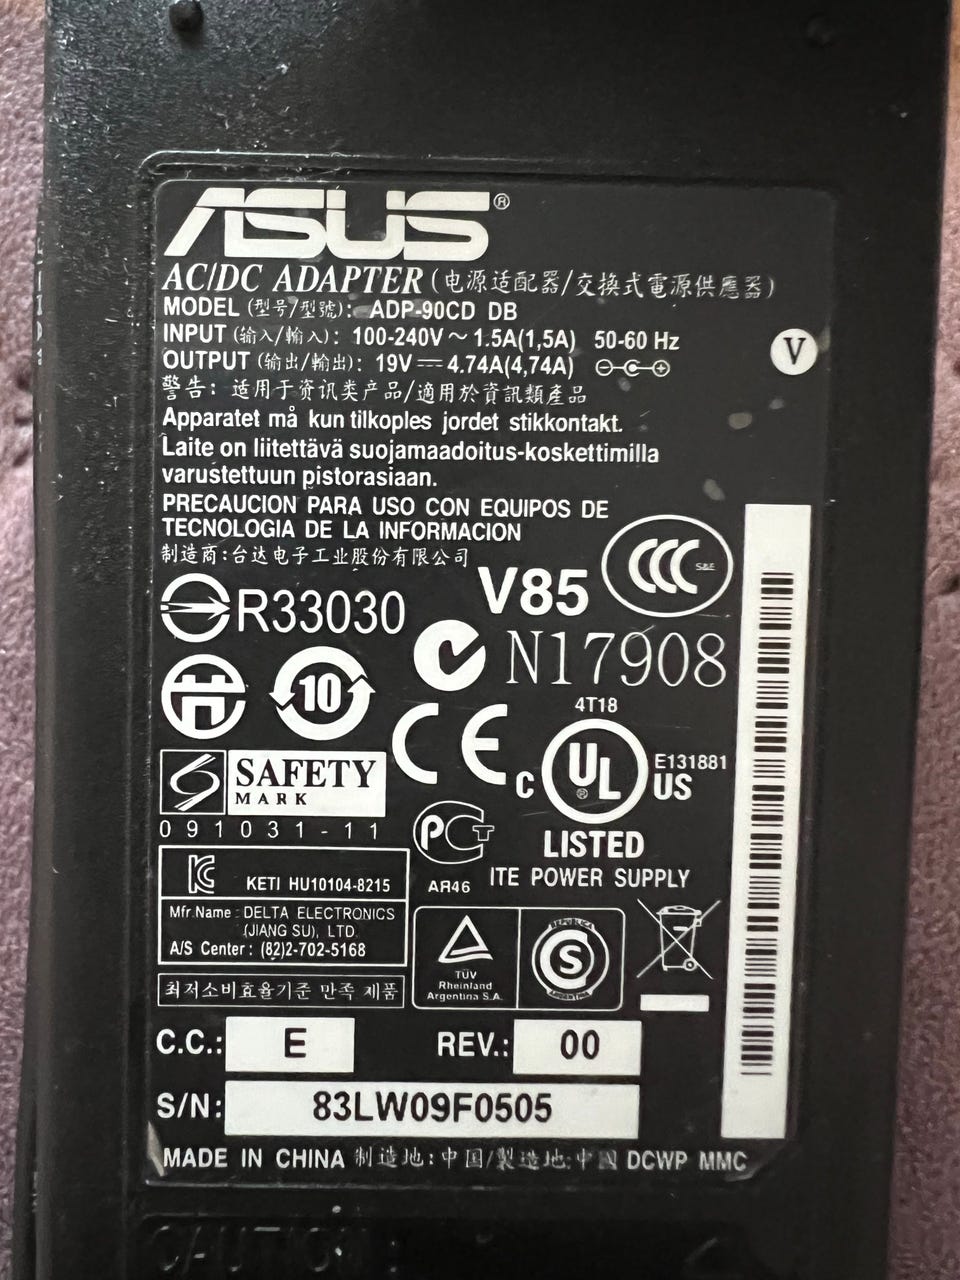 ASUS®
AC/DC ADAPTER (电源适配器/交换式電源供應器)
MODEL (型号/型號): ADP-90CD DB
INPUT (输入/輸入): 100-240V ~ 1.5A(1,5A) 50-60 Hz
OUTPUT (输出/輸出): 19V ⎓ 4.74A(4,74A)
V
警告: 适用于资讯类产品/適用於資訊類產品
Apparatet må kun tilkoples jordet stikkontakt.
Laite on liitettävä suojamaadoitus-koskettimilla
varustettuun pistorasiaan.
PRECAUCION PARA USO CON EQUIPOS DE
TECNOLOGIA DE LA INFORMACION
制造商:台达电子工业股份有限公司
CCC S&E
V85
R33030
N17908
10
4T18
CE
C UL® US
E131881
LISTED
ITE POWER SUPPLY
SAFETY
MARK
091031-11
PCT
AR46
KC KETI HU10104-8215
Mfr.Name : DELTA ELECTRONICS
(JIANG SU), LTD.
A/S Center : (82)2-702-5168
TÜV
Rheinland
Argentina S.A.
REPUBLICA
S
ARGENTINA
최저소비효율기준 만족 제품
C.C.: E REV.: 00
S/N: 83LW09F0505
MADE IN CHINA 制造地:中国/製造地:中國 DCWP MMC
CAUTION